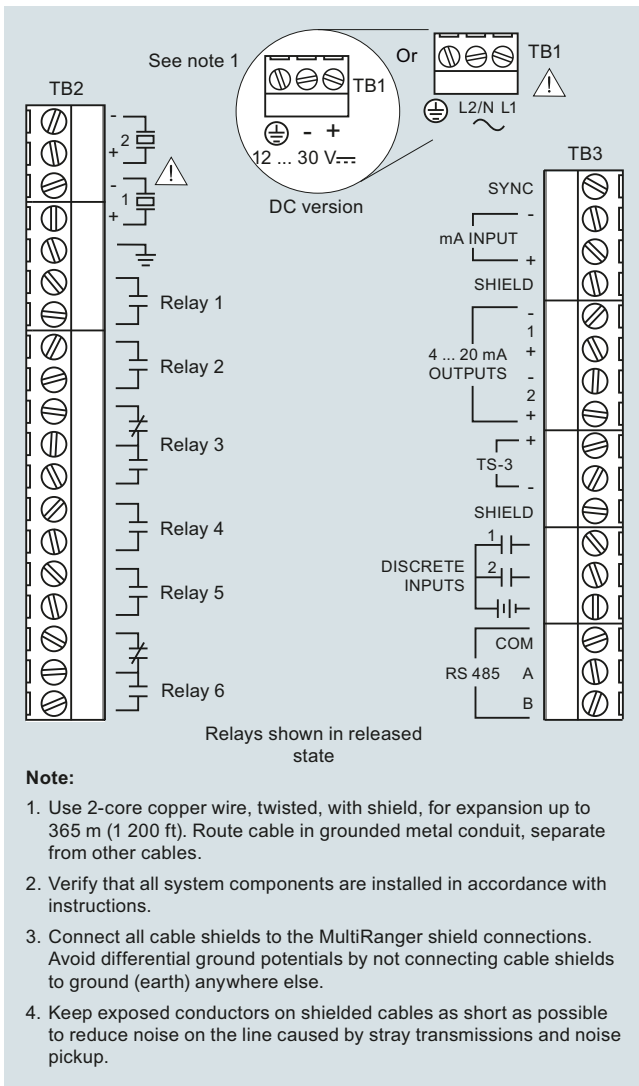 See note 1
Or
TB1
TB1
L2/N L1
- +
12 ... 30 V
DC version
TB2
-
2
+
-
1
+
Relay 1
Relay 2
Relay 3
Relay 4
Relay 5
Relay 6
TB3
SYNC
-
mA INPUT
+
SHIELD
-
1
+
4 ... 20 mA
OUTPUTS
-
2
+
+
TS-3
-
SHIELD
1
DISCRETE
INPUTS
2
COM
RS 485 A
B
Relays shown in released
state
Note:
1. Use 2-core copper wire, twisted, with shield, for expansion up to
365 m (1 200 ft). Route cable in grounded metal conduit, separate
from other cables.
2. Verify that all system components are installed in accordance with
instructions.
3. Connect all cable shields to the MultiRanger shield connections.
Avoid differential ground potentials by not connecting cable shields
to ground (earth) anywhere else.
4. Keep exposed conductors on shielded cables as short as possible
to reduce noise on the line caused by stray transmissions and noise
pickup.